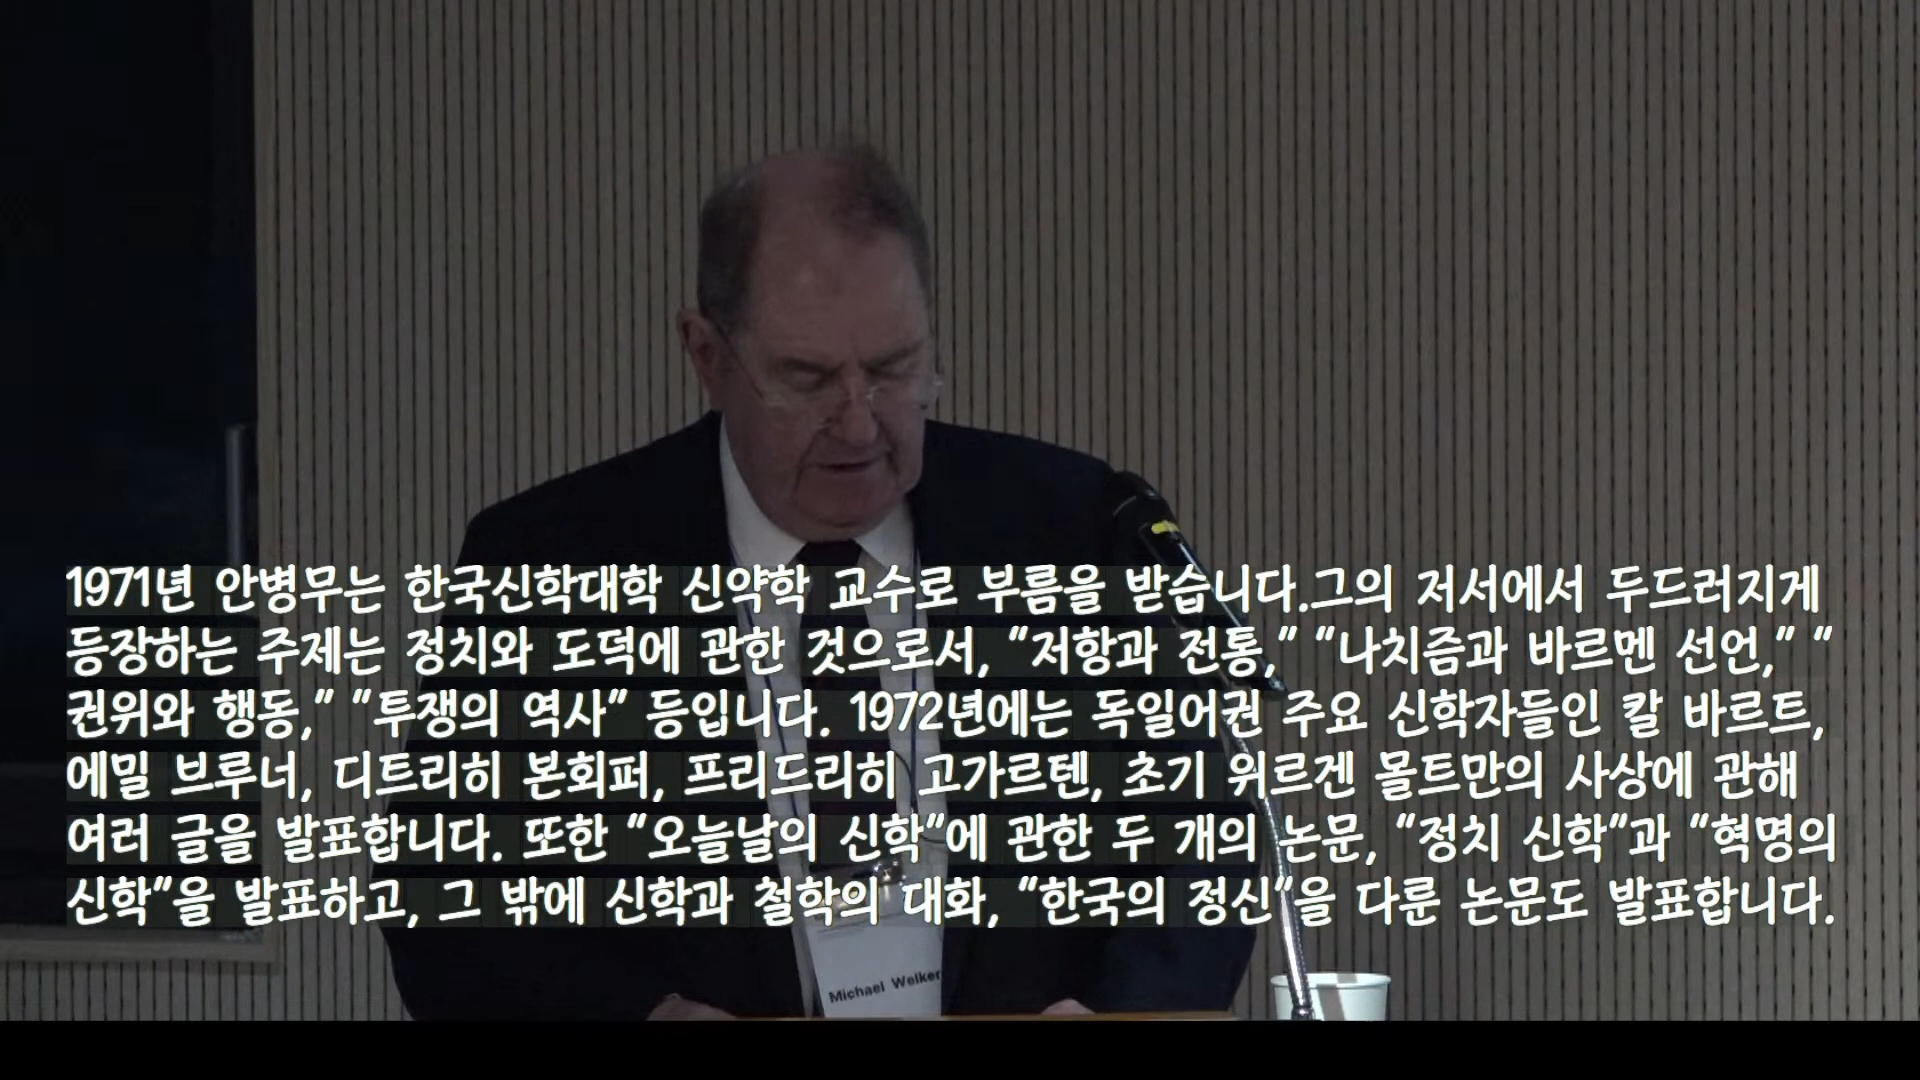 1971년 안병무는 한국신학대학 신약학 교수로 부름을 받습니다.그의 저서에서 두드러지게
등장하는 주제는 정치와 도덕에 관한 것으로서, “저항과 전통,” “나치즘과 바르멘 선언,” “
권위와 행동,” “투쟁의 역사” 등입니다. 1972년에는 독일어권 주요 신학자들인 칼 바르트,
에밀 브루너, 디트리히 본회퍼, 프리드리히 고가르텐, 초기 위르겐 몰트만의 사상에 관해
여러 글을 발표합니다. 또한 “오늘날의 신학”에 관한 두 개의 논문, “정치 신학”과 “혁명의
신학”을 발표하고, 그 밖에 신학과 철학의 대화, “한국의 정신”을 다룬 논문도 발표합니다.
Michael Welker